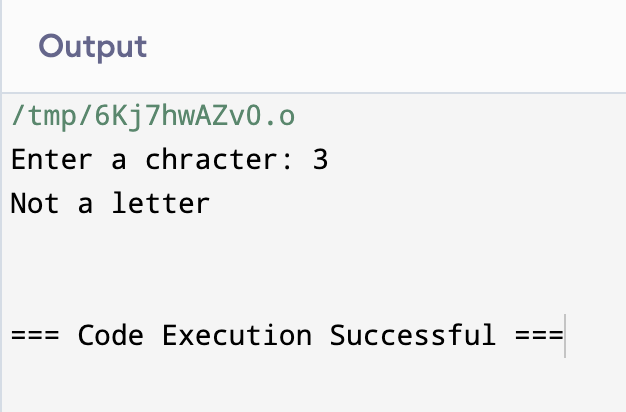 Output
/tmp/6Kj7hwAZv0.o
Enter a chracter: 3
Not a letter
=== Code Execution Successful ===